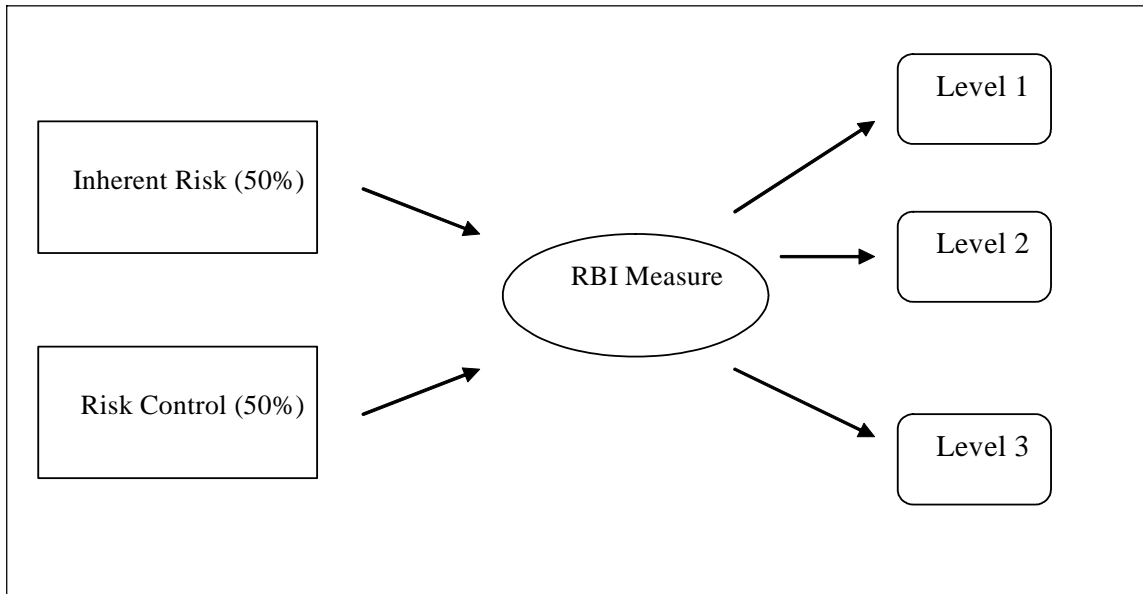 Inherent Risk (50%)
Risk Control (50%)
RBI Measure
Level 1
Level 2
Level 3